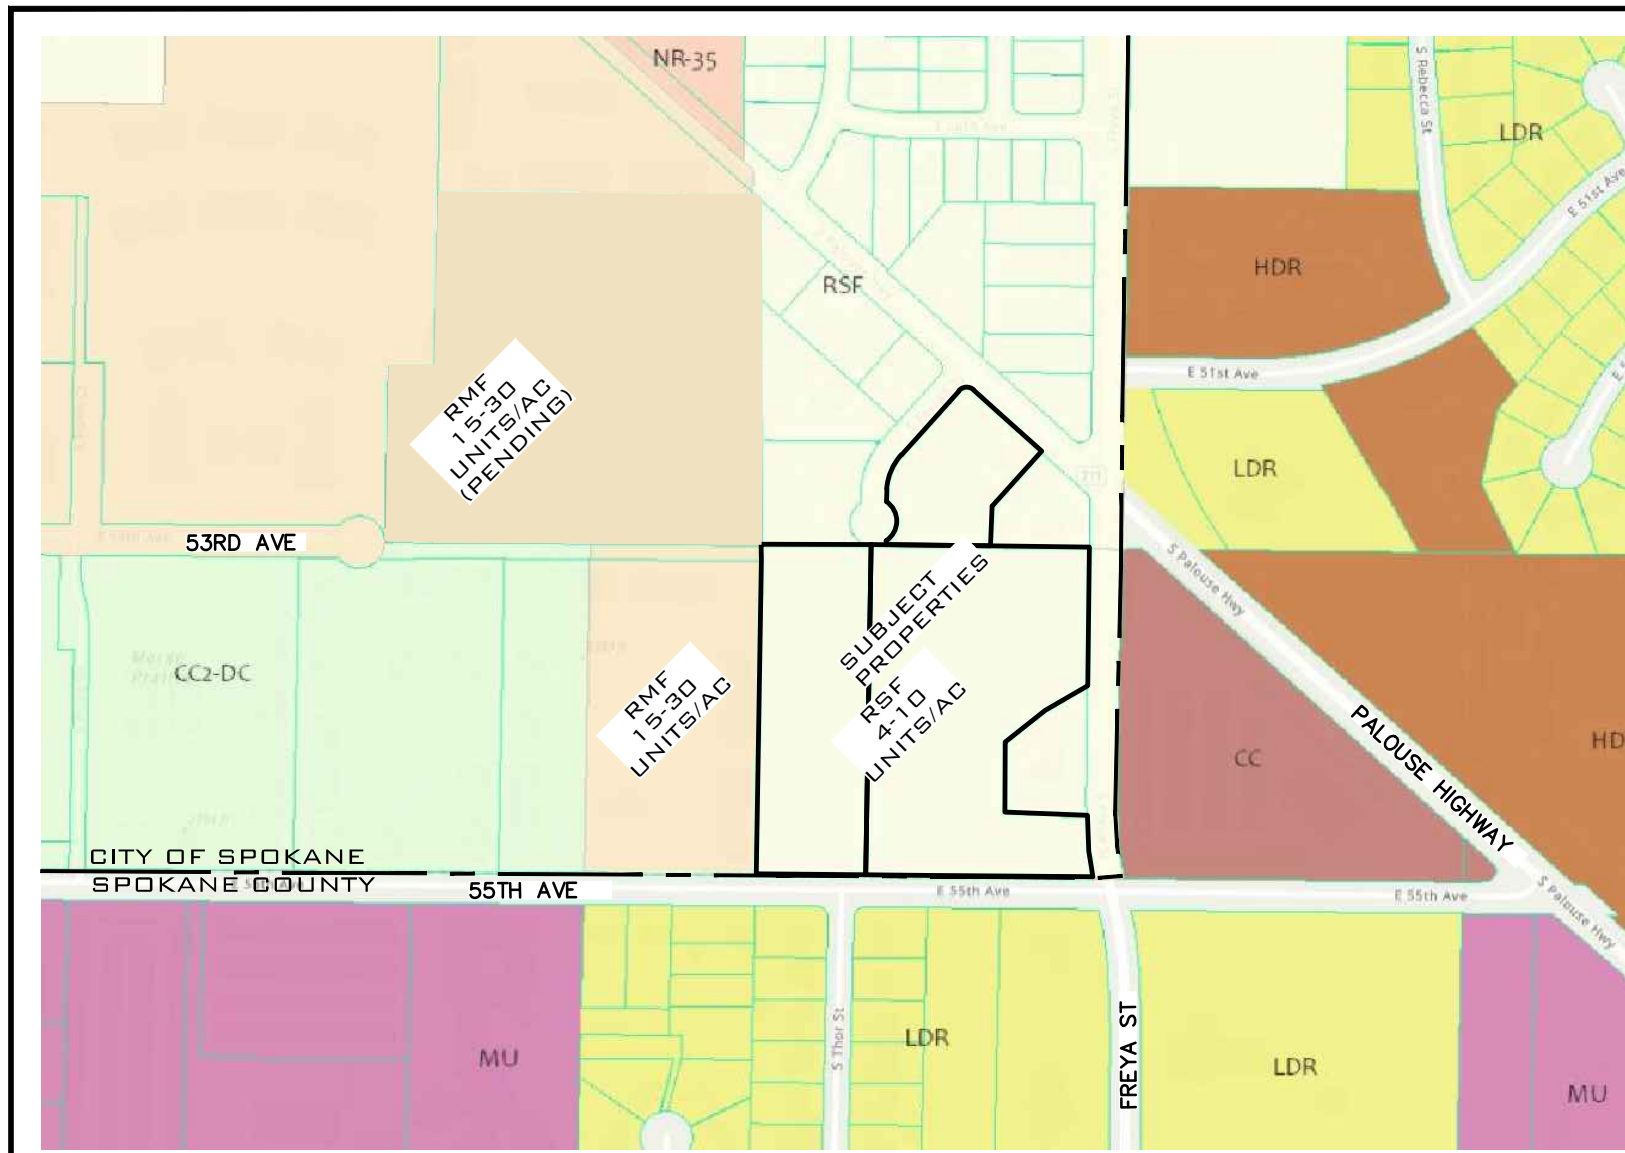 NR-35
S Rebecca St
LDR
E 51st Ave
HDR
RSF
E 51st Ave
RMF
15-30
UNITS/AC
(PENDING)
LDR
53RD AVE
SUBJECT
PROPERTIES
S Palouse Hwy
CC2-DC
RMF
15-30
UNITS/AC
RSF
4-10
UNITS/AC
PALOUSE HIGHWAY
HD
CC
CITY OF SPOKANE
SPOKANE COUNTY
55TH AVE
E 55th Ave
E 55th Ave
S Palouse Hwy
S Thor St
LDR
FREYA ST
MU
LDR
MU